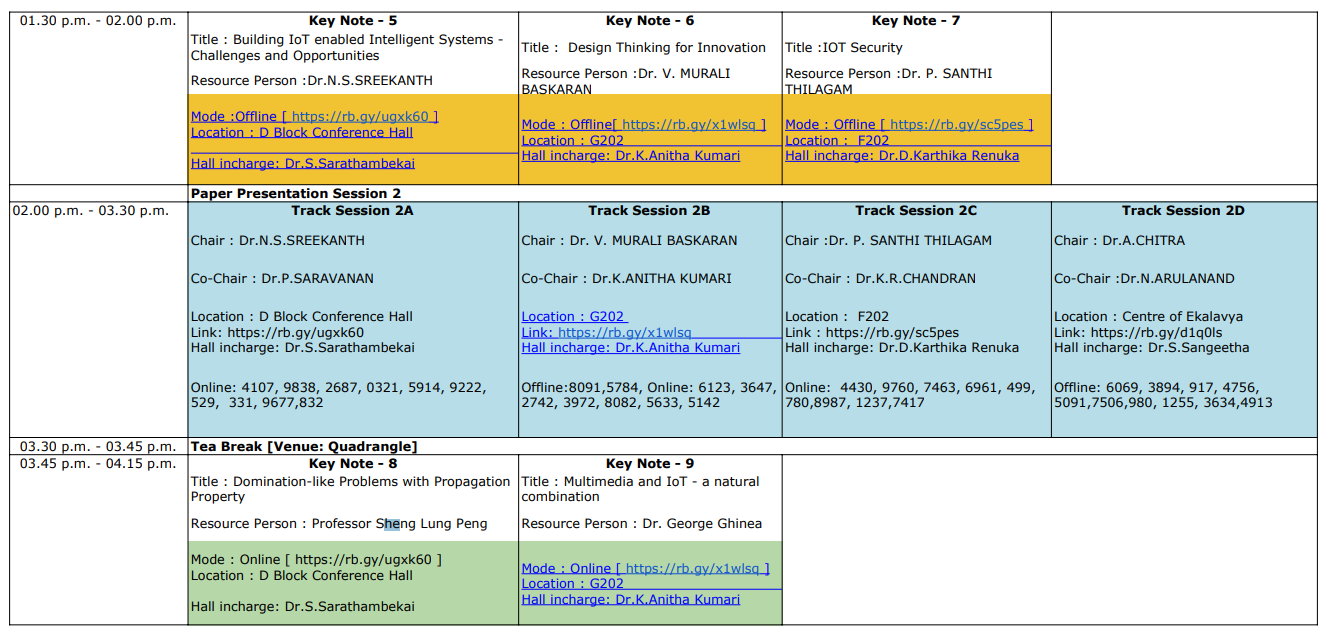 01.30 p.m. - 02.00 p.m.
Key Note - 5
Title : Building IoT enabled Intelligent Systems -
Challenges and Opportunities
Resource Person :Dr.N.S.SREEKANTH
Mode :Offline [ https://rb.gy/ugxk60 ]
Location : D Block Conference Hall
Hall incharge: Dr.S.Sarathambekai
Key Note - 6
Title :  Design Thinking for Innovation
Resource Person :Dr. V. MURALI
BASKARAN
Mode : Offline[ https://rb.gy/x1wlsq ]
Location : G202
Hall incharge: Dr.K.Anitha Kumari
Key Note - 7
Title :IOT Security
Resource Person :Dr. P. SANTHI
THILAGAM
Mode : Offline [ https://rb.gy/sc5pes ]
Location :  F202
Hall incharge: Dr.D.Karthika Renuka
Paper Presentation Session 2
02.00 p.m. - 03.30 p.m.
Track Session 2A
Chair : Dr.N.S.SREEKANTH
Co-Chair : Dr.P.SARAVANAN
Location : D Block Conference Hall
Link: https://rb.gy/ugxk60
Hall incharge: Dr.S.Sarathambekai
Online: 4107, 9838, 2687, 0321, 5914, 9222,
529,  331, 9677,832
Track Session 2B
Chair : Dr. V. MURALI BASKARAN
Co-Chair : Dr.K.ANITHA KUMARI
Location : G202
Link: https://rb.gy/x1wlsq
Hall incharge: Dr.K.Anitha Kumari
Offline:8091,5784, Online: 6123, 3647,
2742, 3972, 8082, 5633, 5142
Track Session 2C
Chair :Dr. P. SANTHI THILAGAM
Co-Chair : Dr.K.R.CHANDRAN
Location :  F202
Link : https://rb.gy/sc5pes
Hall incharge: Dr.D.Karthika Renuka
Online:  4430, 9760, 7463, 6961, 499,
780,8987, 1237,7417
Track Session 2D
Chair : Dr.A.CHITRA
Co-Chair :Dr.N.ARULANAND
Location : Centre of Ekalavya
Link: https://rb.gy/d1q0ls
Hall incharge: Dr.S.Sangeetha
Offline: 6069, 3894, 917, 4756,
5091,7506,980, 1255, 3634,4913
03.30 p.m. - 03.45 p.m.
Tea Break [Venue: Quadrangle]
03.45 p.m. - 04.15 p.m.
Key Note - 8
Title : Domination-like Problems with Propagation
Property
Resource Person : Professor Sheng Lung Peng
Mode : Online [ https://rb.gy/ugxk60 ]
Location : D Block Conference Hall
Hall incharge: Dr.S.Sarathambekai
Key Note - 9
Title : Multimedia and IoT - a natural
combination
Resource Person : Dr. George Ghinea
Mode : Online [ https://rb.gy/x1wlsq ]
Location : G202
Hall incharge: Dr.K.Anitha Kumari